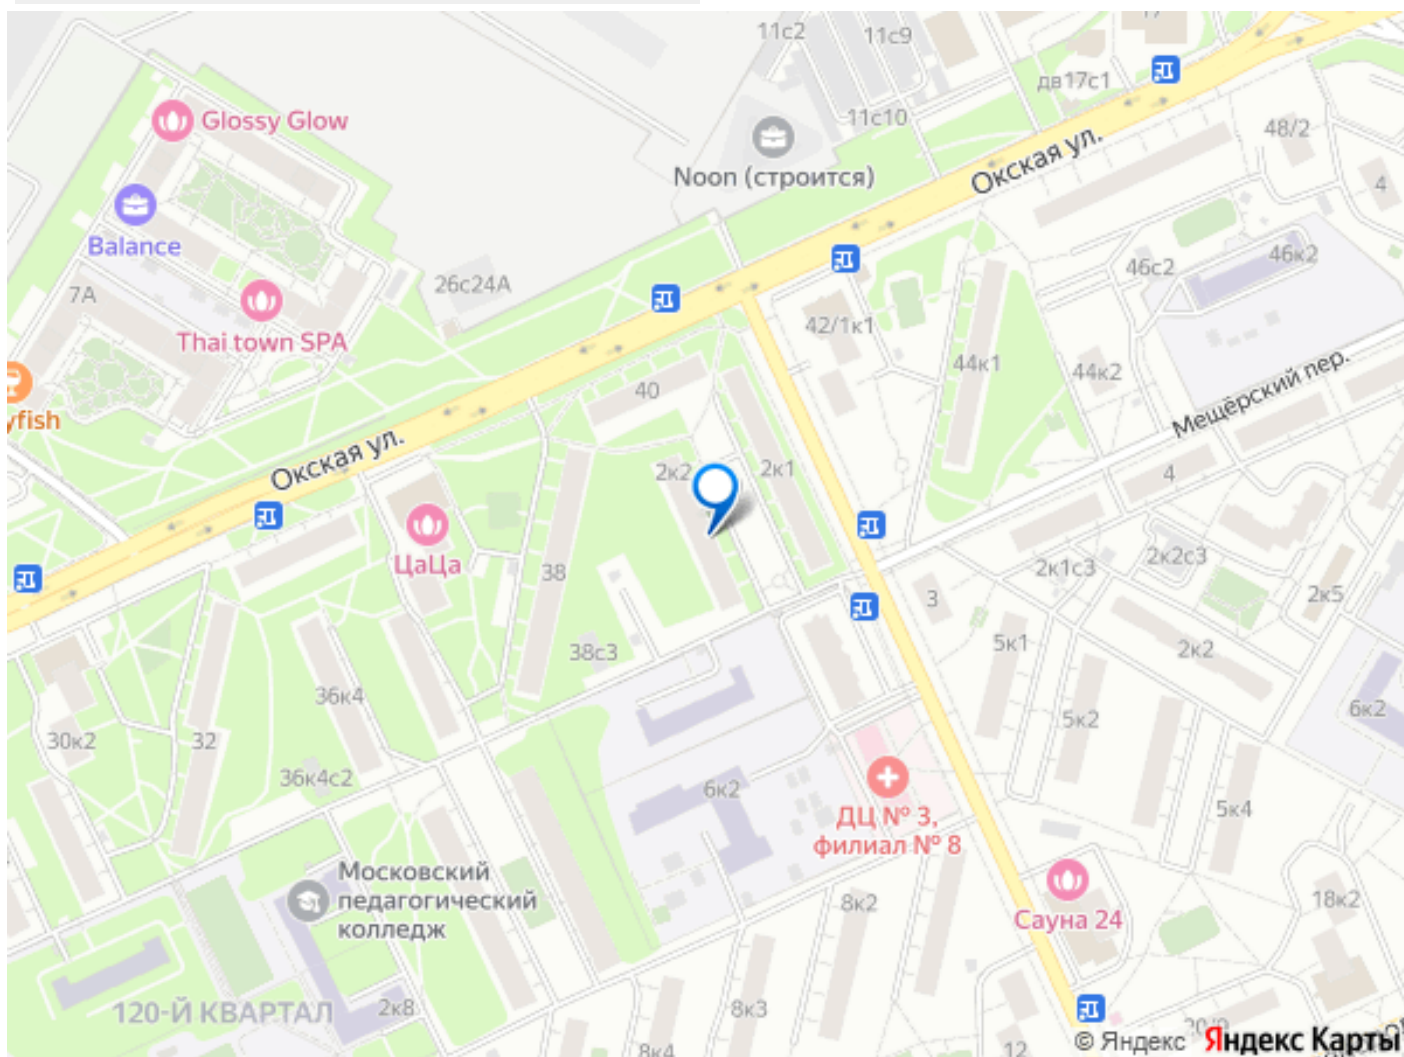 11с2
11с9
17
дв17с1
11с10
48/2
4
Glossy Glow
Noon (строится)
Окская ул.
Balance
46с2
46к2
7А
26с24А
42/1к1
Thai town SPA
44к1
44к2
40
Мещёрский пер.
yfish
Окская ул.
2к2
2к1
4
ЦаЦа
38
2к1с3
2к2с3
2к5
3
38с3
5к1
2к2
36к4
6к2
30к2
32
5к2
36к4с2
6к2
5к4
ДЦ № 3,
филиал № 8
Московский
педагогический
колледж
8к2
18к2
Сауна 24
120-Й КВАРТАЛ
2к8
8к3
8к4
12
© Яндекс
Яндекс Карты